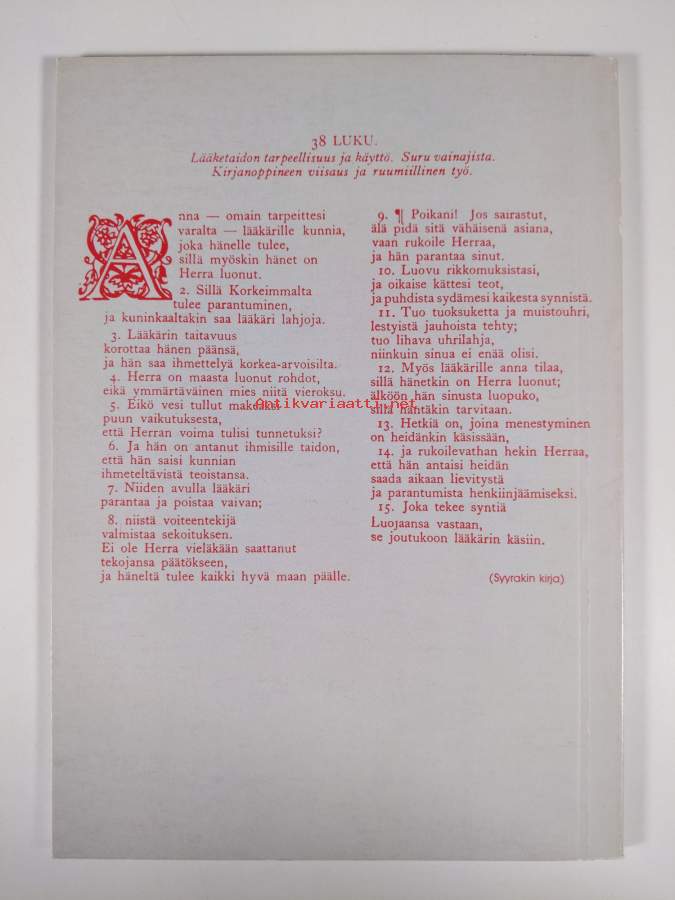 38 LUKU.
Lääketaidon tarpeellisuus ja käyttö. Suru vainajista.
Kirjanoppineen viisaus ja ruumiillinen työ.
Anna — omain tarpeittesi
varalta — lääkärille kunnia,
joka hänelle tulee,
sillä myöskin hänet on
Herra luonut.
2. Sillä Korkeimmalta
tulee parantuminen,
ja kuninkaaltakin saa lääkäri lahjoja.
3. Lääkärin taitavuus
korottaa hänen päänsä,
ja hän saa ihmettelyä korkea-arvoisilta.
4. Herra on maasta luonut rohdot,
eikä ymmärtäväinen mies niitä vieroksu.
5. Eikö vesi tullut makeaksi
puun vaikutuksesta,
että Herran voima tulisi tunnetuksi?
6. Ja hän on antanut ihmisille taidon,
että hän saisi kunnian
ihmeteltävistä teoistansa.
7. Niiden avulla lääkäri
parantaa ja poistaa vaivan;
8. niistä voiteentekijä
valmistaa sekoituksen.
Ei ole Herra vieläkään saattanut
tekojansa päätökseen,
ja häneltä tulee kaikki hyvä maan päälle.
9. ¶ Poikani! Jos sairastut,
älä pidä sitä vähäisenä asiana,
vaan rukoile Herraa,
ja hän parantaa sinut.
10. Luovu rikkomuksistasi,
ja oikaise kättesi teot,
ja puhdista sydämesi kaikesta synnistä.
11. Tuo tuoksuketta ja muistouhri,
lestyistä jauhoista tehty;
tuo lihava uhrilahja,
niinkuin sinua ei enää olisi.
12. Myös lääkärille anna tilaa,
sillä hänetkin on Herra luonut;
älköön hän sinusta luopuko,
sillä häntäkin tarvitaan.
13. Hetkiä on, joina menestyminen
on heidänkin käsissään,
14. ja rukoilevathan hekin Herraa,
että hän antaisi heidän
saada aikaan lievitystä
ja parantumista henkiinjäämiseksi.
15. Joka tekee syntiä
Luojaansa vastaan,
se joutukoon lääkärin käsiin.
(Syyrakin kirja)
Antikvariaatti.net